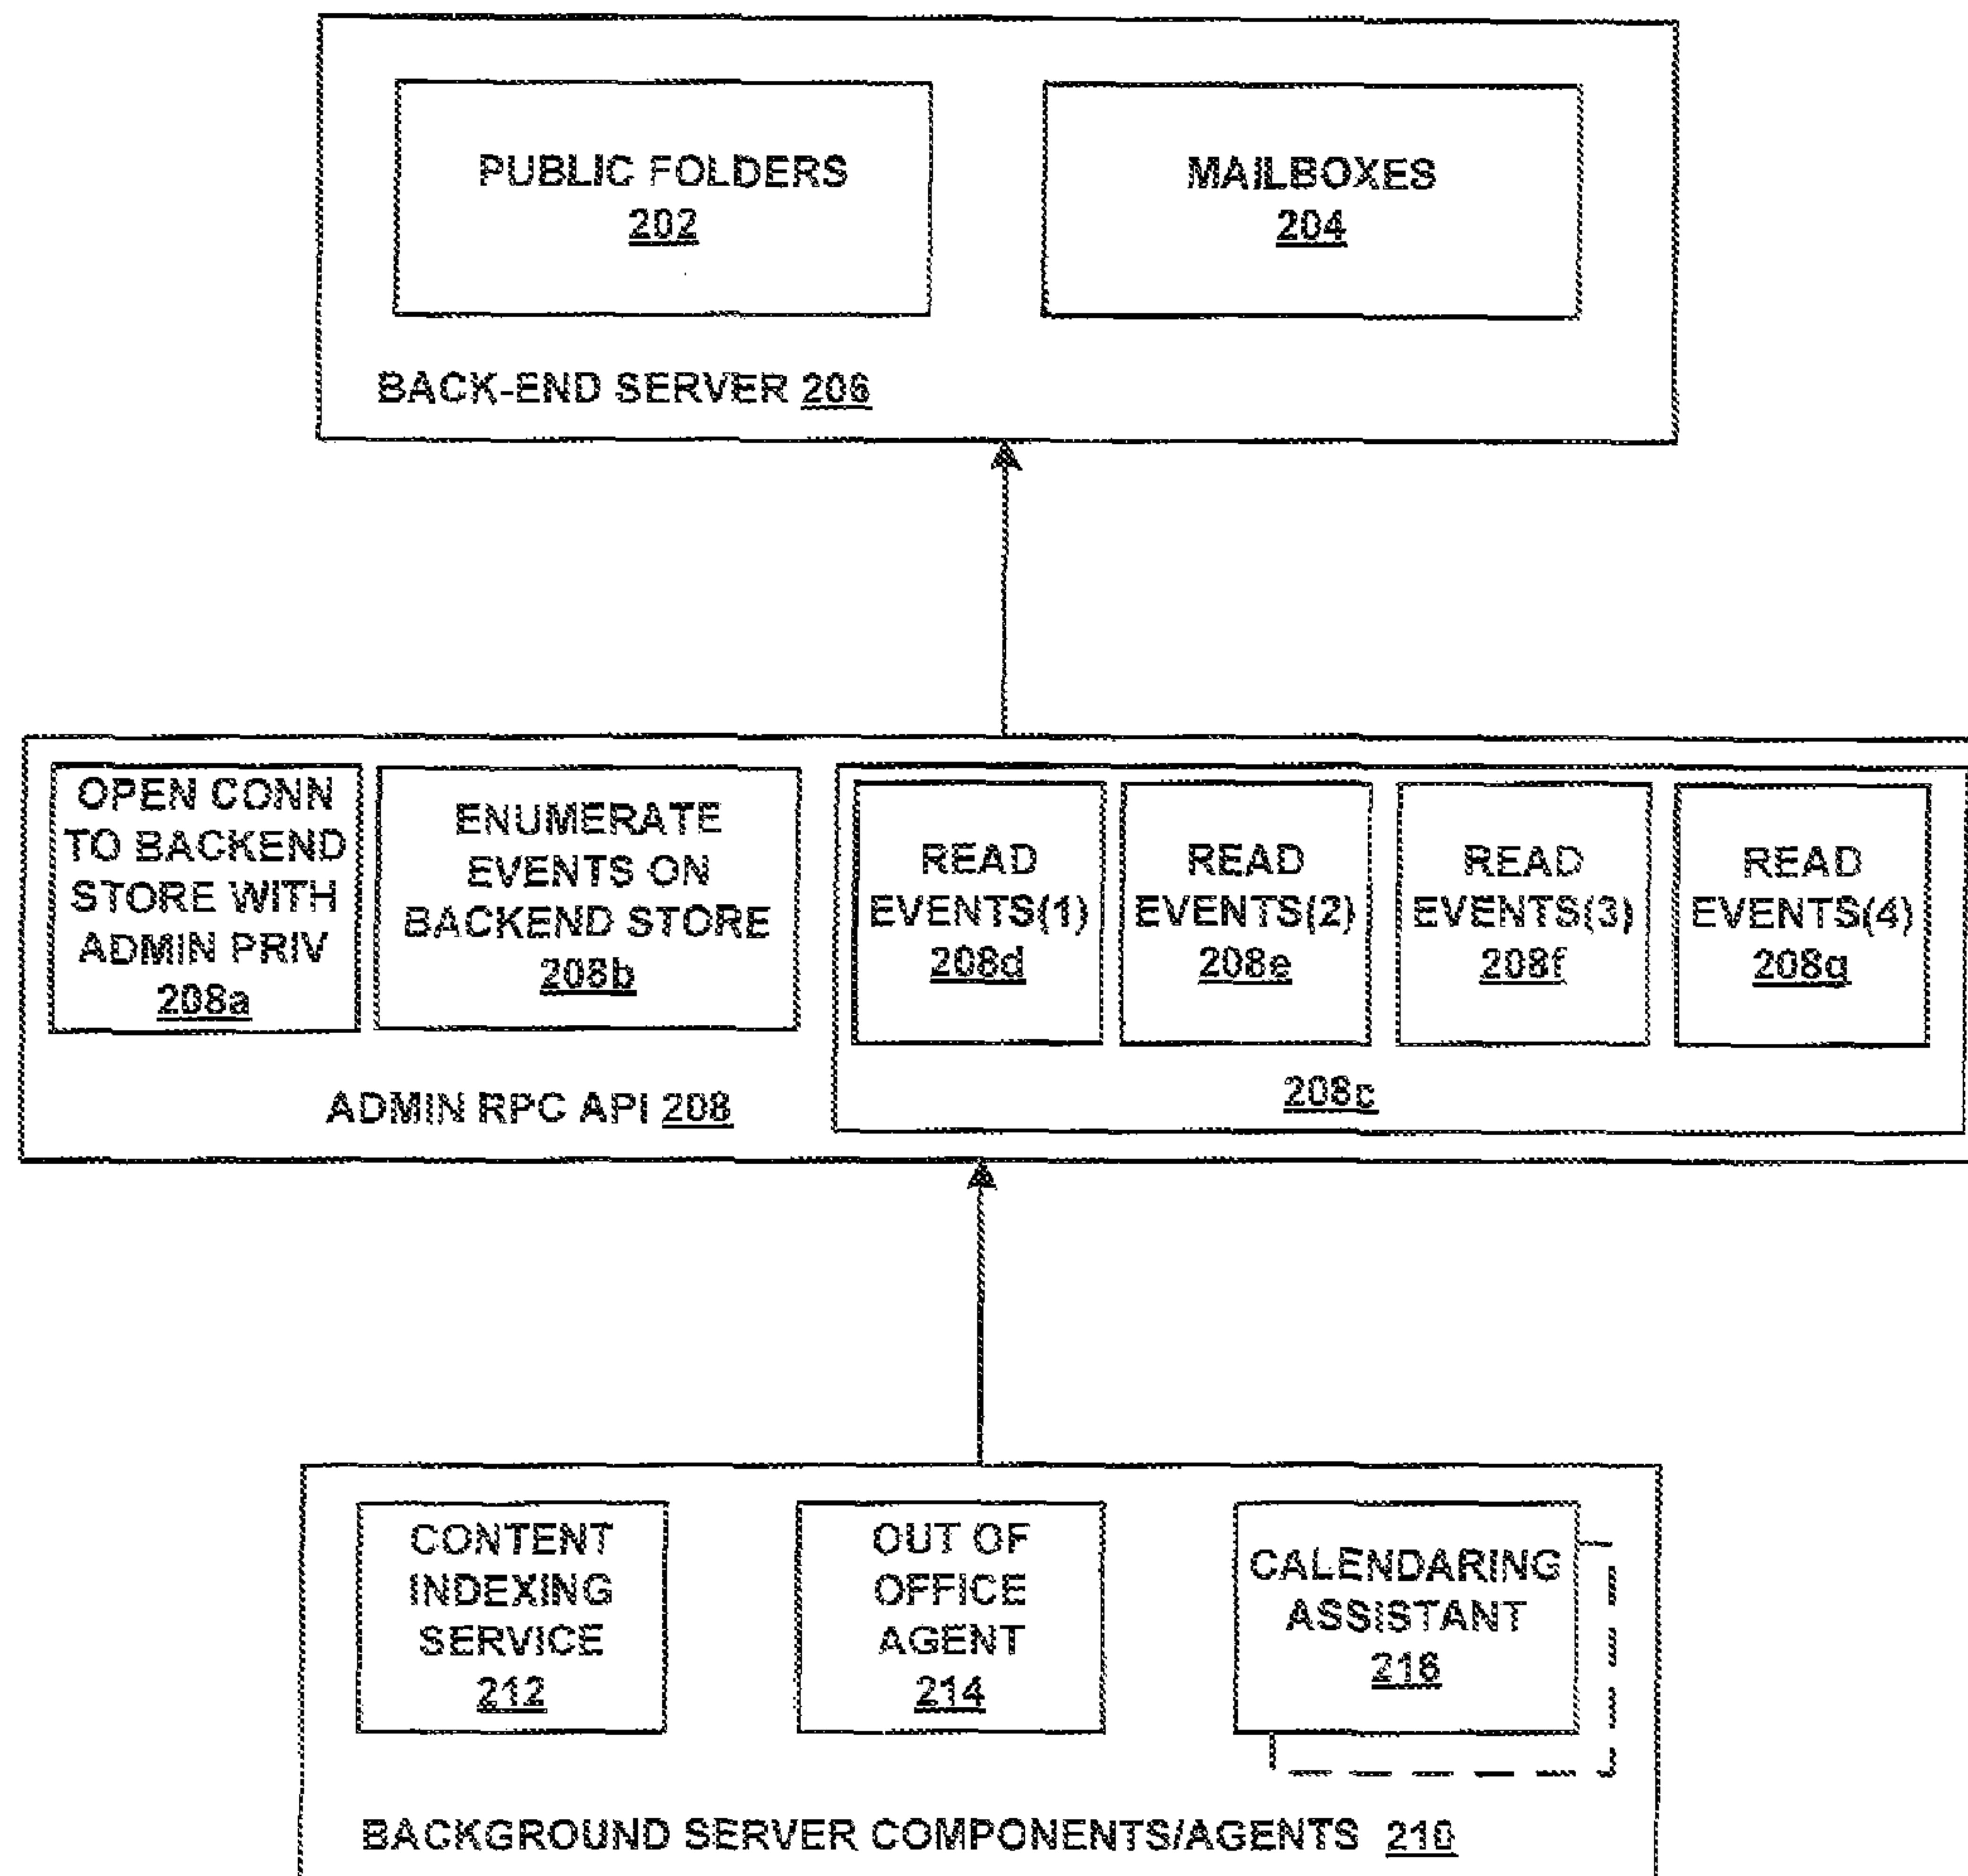 PUBLIC FOLDERS
202
MAILBOXES
204
BACK-END SERVER 206
OPEN CONN
TO BACKEND
STORE WITH
ADMIN PRIV
208a
ENUMERATE
EVENTS ON
BACKEND STORE
208b
READ
EVENTS(1)
208d
READ
EVENTS(2)
208e
READ
EVENTS(3)
208f
READ
EVENTS(4)
208g
208c
ADMIN RPC API 208
CONTENT
INDEXING
SERVICE
212
OUT OF
OFFICE
AGENT
214
CALENDARING
ASSISTANT
216
BACKGROUND SERVER COMPONENTS/AGENTS 210